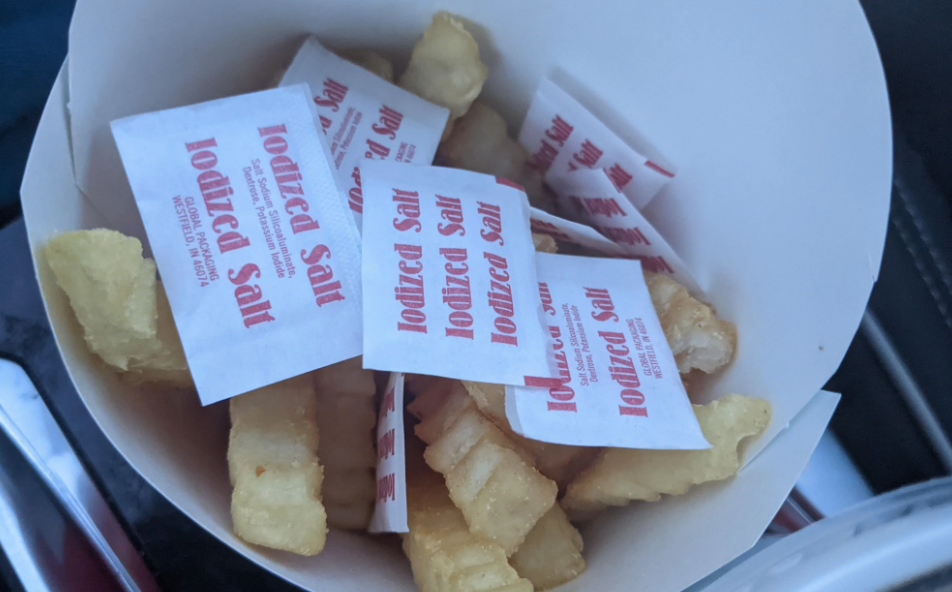 Iodized Salt
Salt Sodium Silicoaluminate,
Dextrose, Potassium Iodide
Iodized Salt
GLOBAL PACKAGING
WESTFIELD, IN 46074
Salt
Salt
Iodized Salt
Iodized Salt
Iodized Salt
Iodized Salt
Salt Sodium Silicoaluminate,
Dextrose, Potassium Iodide
Iodized Salt
GLOBAL PACKAGING
WESTFIELD, IN 46074
Iodized Salt
Salt